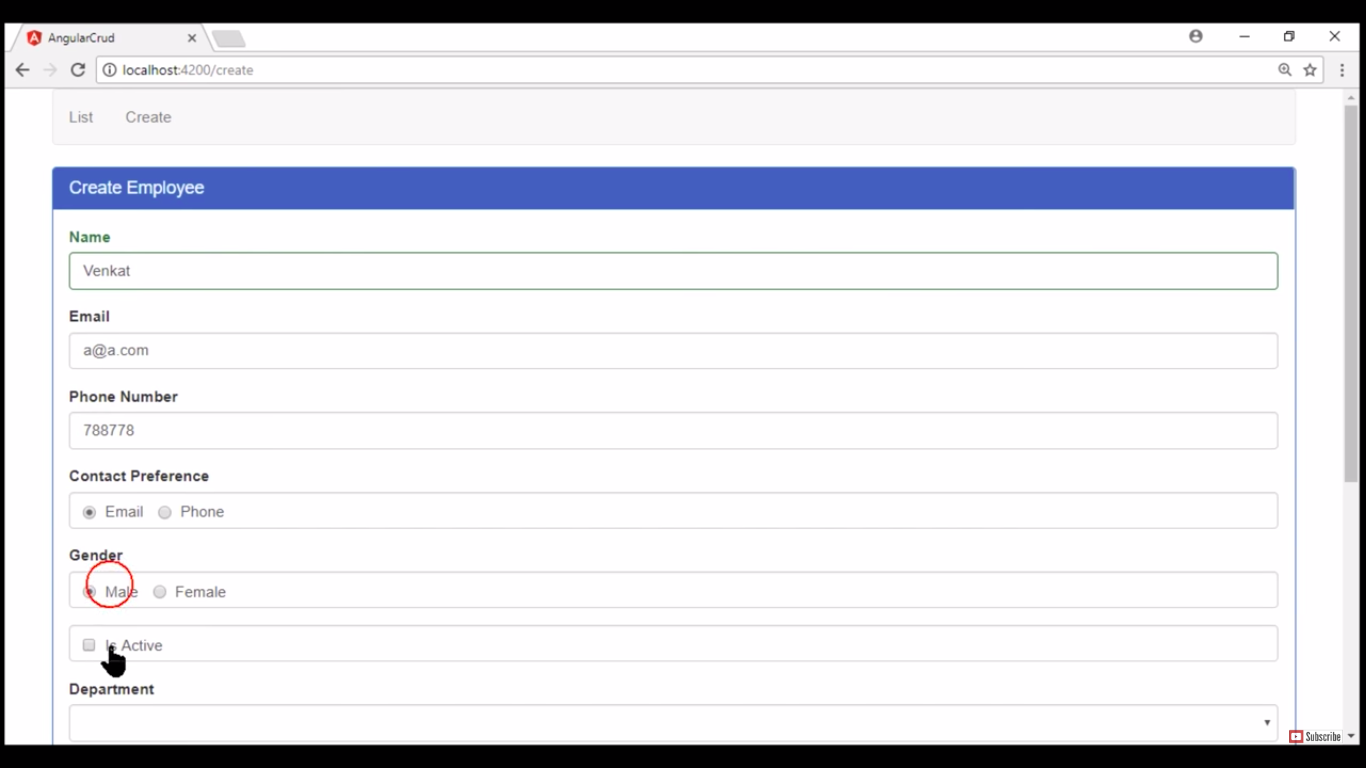 AngularCrud
localhost:4200/create
List Create
Create Employee
Name
Venkat
Email
a@a.com
Phone Number
788778
Contact Preference
Email Phone
Gender
Male Female
Is Active
Department
Subscribe